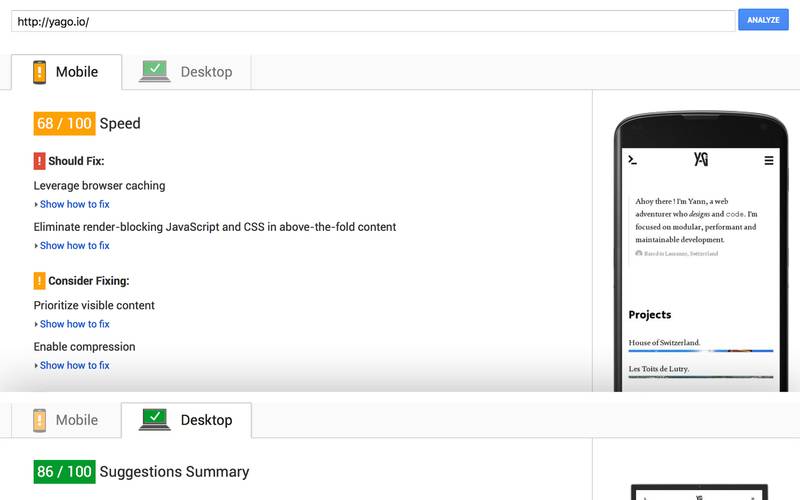 http://yago.io/
ANALYZE
Mobile
Desktop
68 / 100 Speed
! Should Fix:
Leverage browser caching
Show how to fix
Eliminate render-blocking JavaScript and CSS in above-the-fold content
Show how to fix
! Consider Fixing:
Prioritize visible content
Show how to fix
Enable compression
Show how to fix
Ahoy there ! I'm Yann, a web
adventurer who designs and code. I'm
focused on modular, performant and
maintainable development.
Based in Lausanne, Switzerland
Projects
House of Switzerland.
Les Toits de Lutry.
Mobile
Desktop
86 / 100 Suggestions Summary